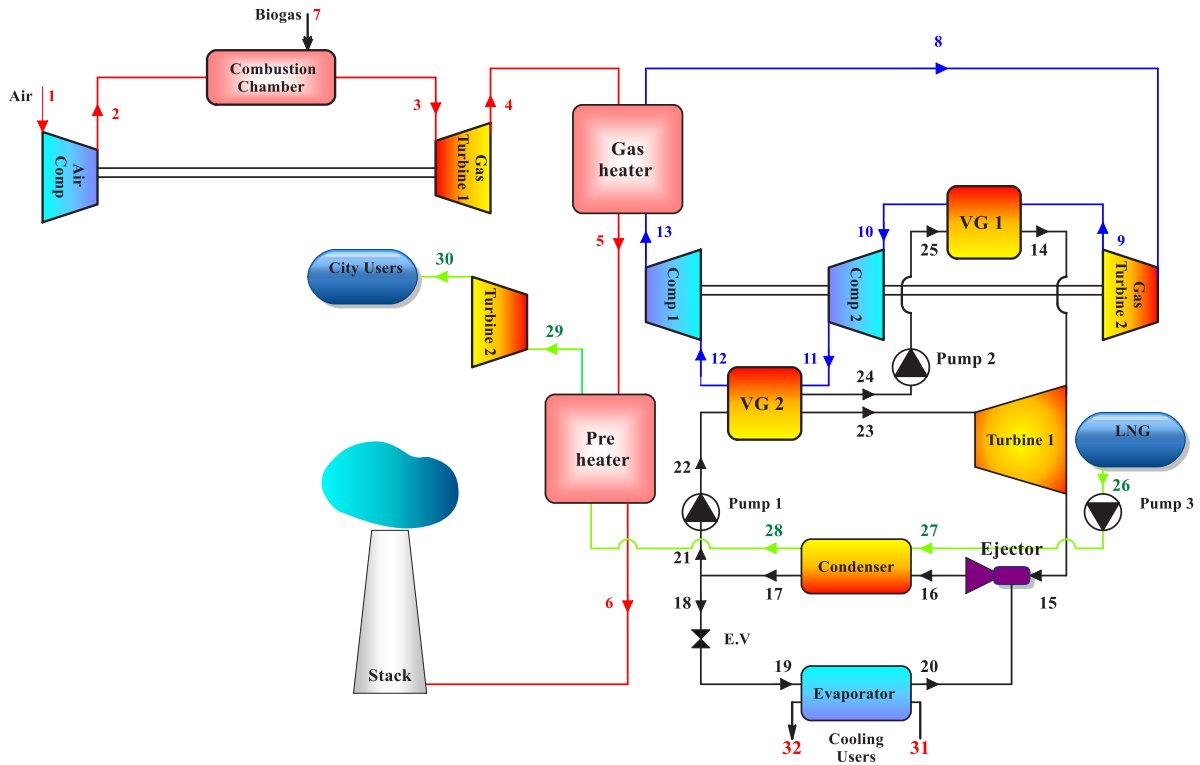 Biogas 7
8
Combustion
Chamber
Air 1
2
3
4
Air
Comp
Gas
Turbine 1
Gas
heater
VG 1
5
13
10
25
14
9
30
City Users
Comp 1
Comp 2
Gas
Turbine 2
Turbine 2
29
12
11
Pump 2
24
VG 2
23
Pre
heater
Turbine 1
LNG
22
26
Pump 1
Pump 3
28
27
21
Ejector
Condenser
17
16
15
6
18
E.V
Stack
19
20
Evaporator
32
Cooling
Users
31